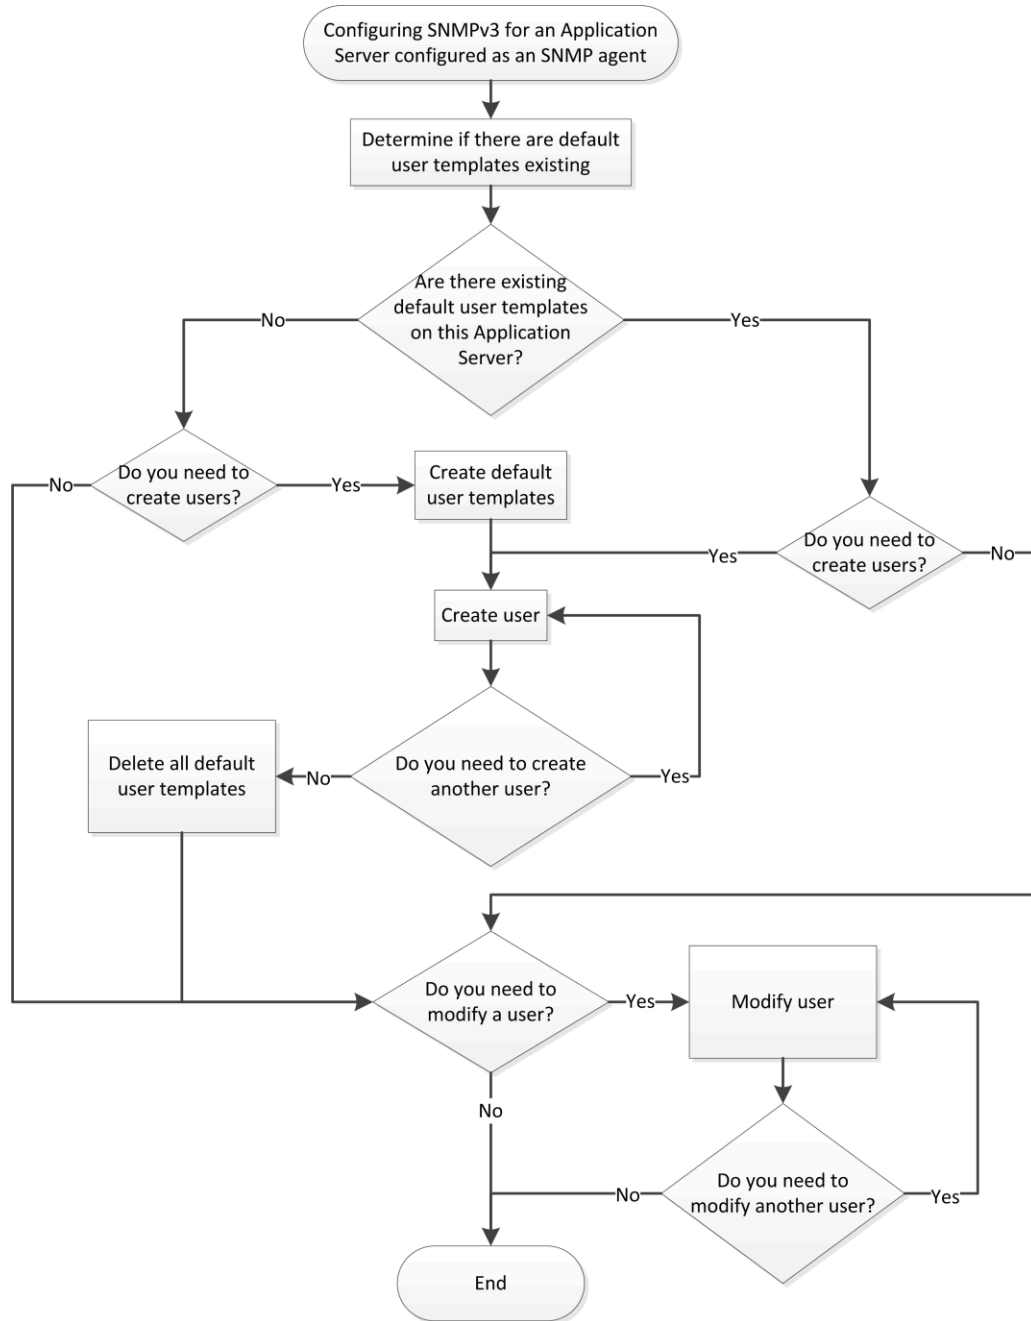 Configuring SNMPv3 for an Application
Server configured as an SNMP agent
Determine if there are default
user templates existing
Are there existing
default user templates
on this Application
Server?
No
Yes
Do you need to
create users?
No
Yes
Create default
user templates
Do you need to
create users?
Yes
No
Create user
Do you need to create
another user?
Yes
No
Delete all default
user templates
Do you need to
modify a user?
Yes
Modify user
No
Do you need to
modify another user?
No
Yes
End